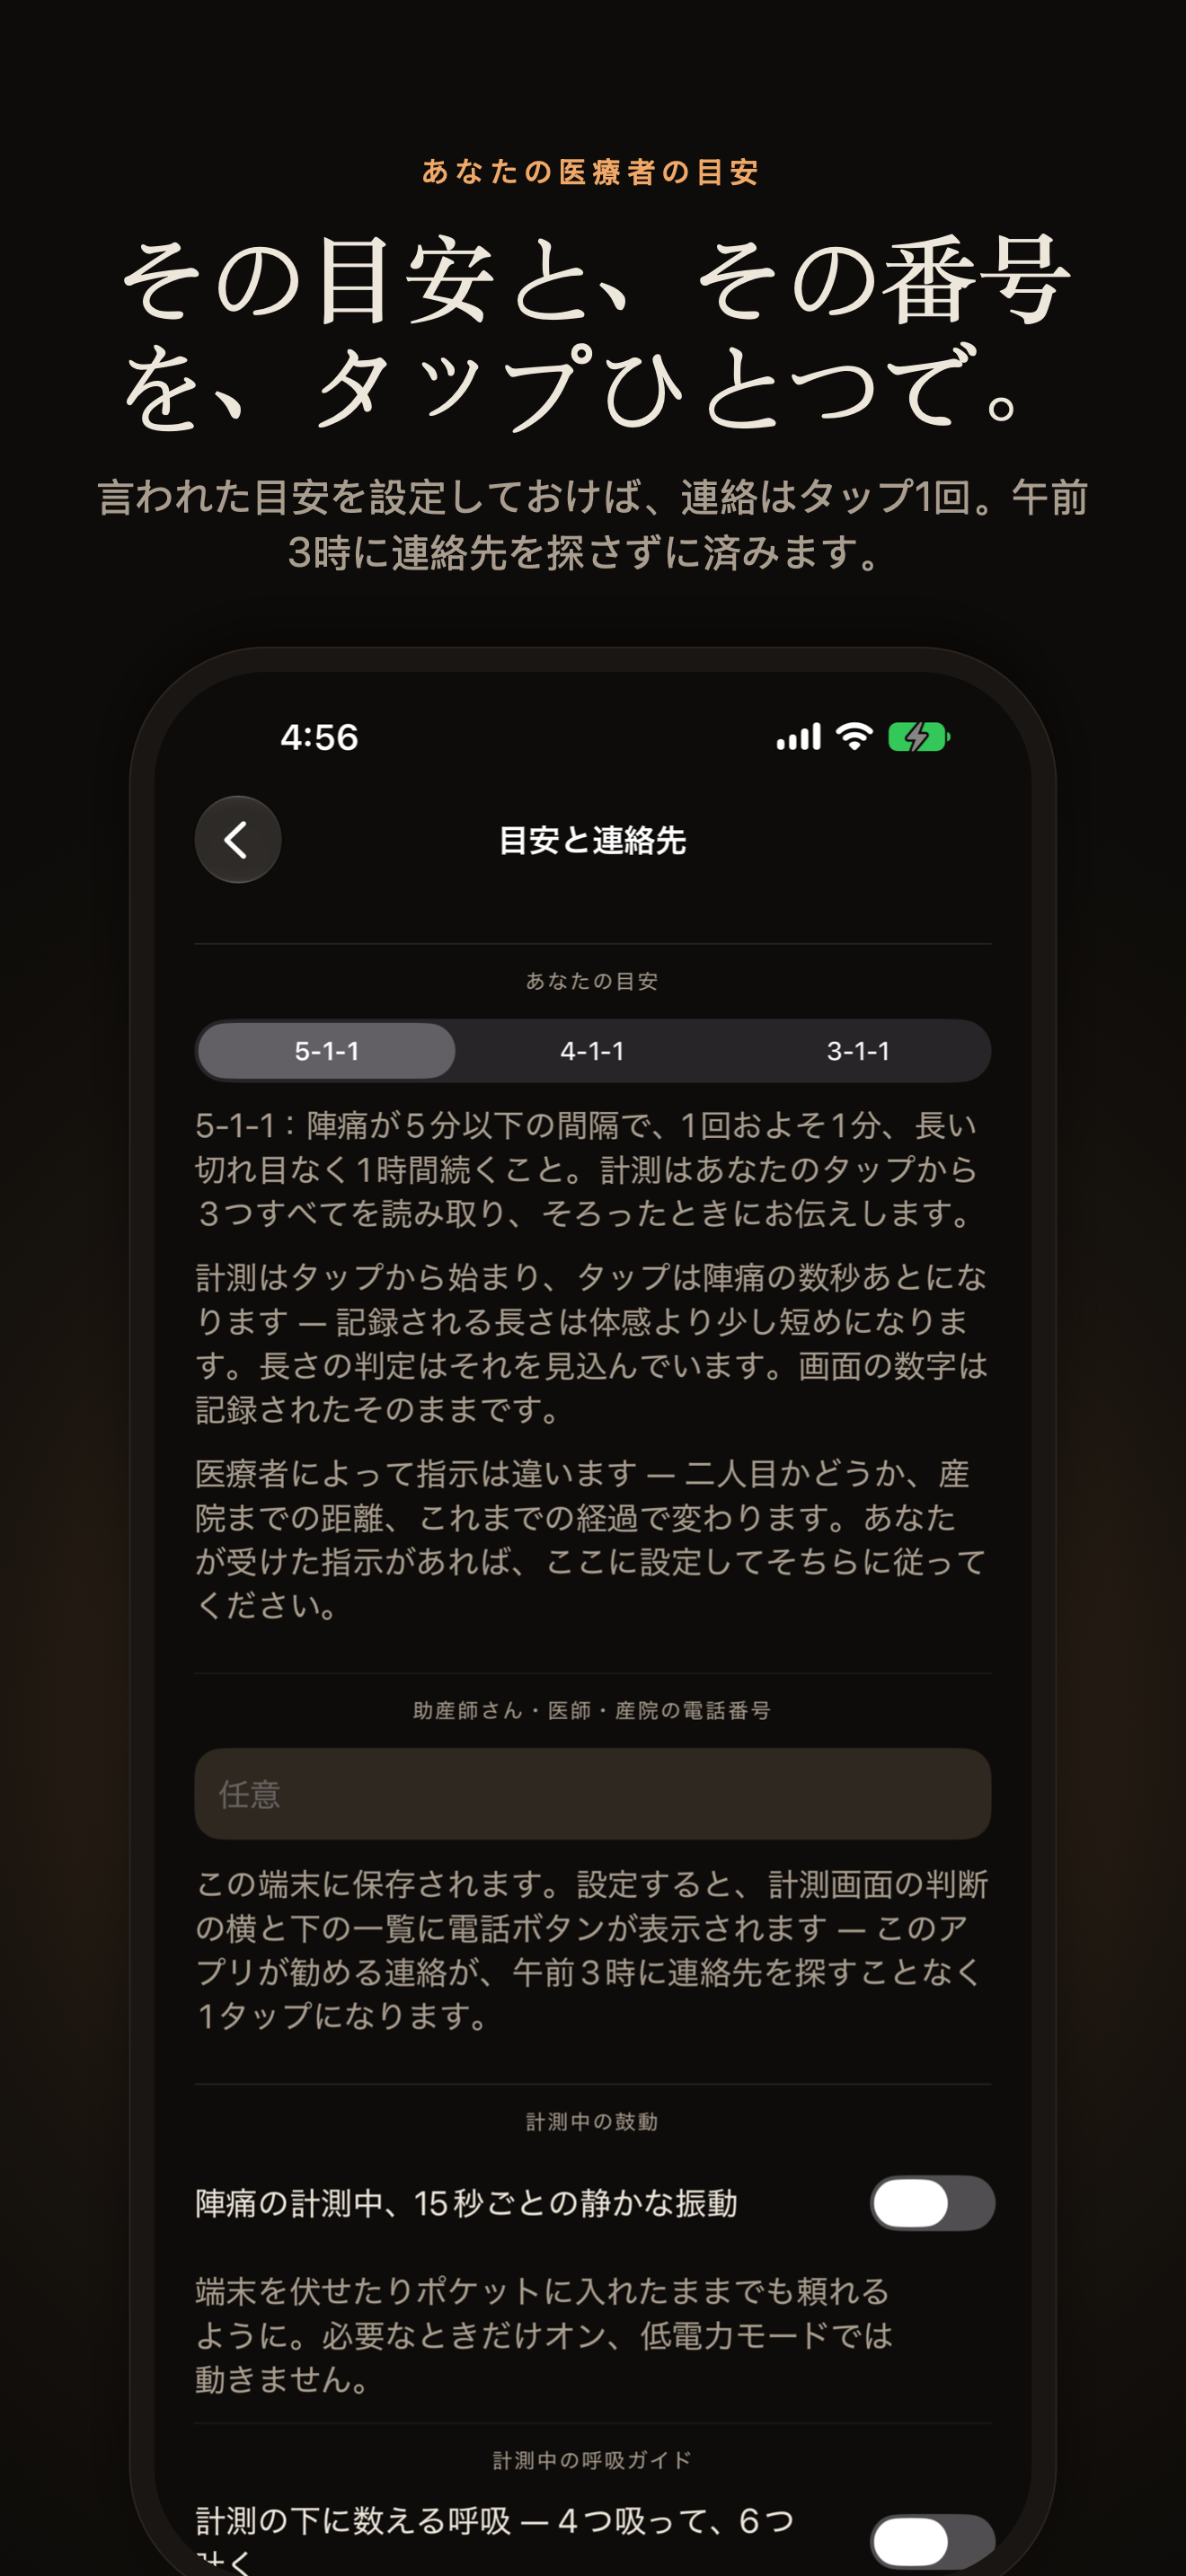 あなたの医療者の目安
その目安と、その番号
を、タップひとつで。
言われた目安を設定しておけば、連絡はタップ1回。午前
3時に連絡先を探さずに済みます。
4:56
目安と連絡先
あなたの目安
5-1-1
4-1-1
3-1-1
5-1-1：陣痛が5分以下の間隔で、1回およそ1分、長い
切れ目なく1時間続くこと。計測はあなたのタップから
3つすべてを読み取り、そろったときにお伝えします。
計測はタップから始まり、タップは陣痛の数秒あとにな
ります — 記録される長さは体感より少し短めになりま
す。長さの判定はそれを見込んでいます。画面の数字は
記録されたそのままです。
医療者によって指示は違います — 二人目かどうか、産
院までの距離、これまでの経過で変わります。あなた
が受けた指示があれば、ここに設定してそちらに従って
ください。
助産師さん・医師・産院の電話番号
任意
この端末に保存されます。設定すると、計測画面の判断
の横と下の一覧に電話ボタンが表示されます — このア
プリが勧める連絡が、午前3時に連絡先を探すことなく
1タップになります。
計測中の鼓動
陣痛の計測中、15秒ごとの静かな振動
端末を伏せたりポケットに入れたままでも頼れる
ように。必要なときだけオン、低電力モードでは
動きません。
計測中の呼吸ガイド
計測の下に数える呼吸 — 4つ吸って、6つ
吐く